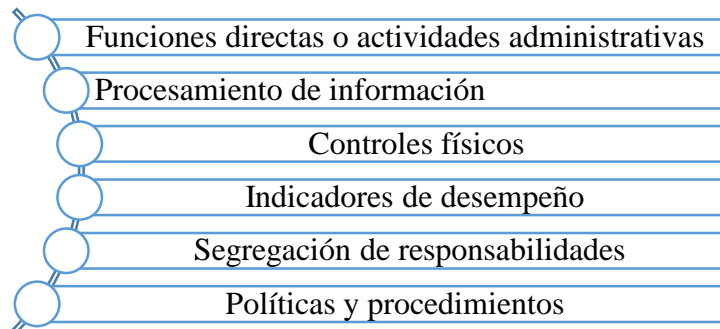 Funciones directas o actividades administrativas
Procesamiento de información
Controles físicos
Indicadores de desempeño
Segregación de responsabilidades
Políticas y procedimientos